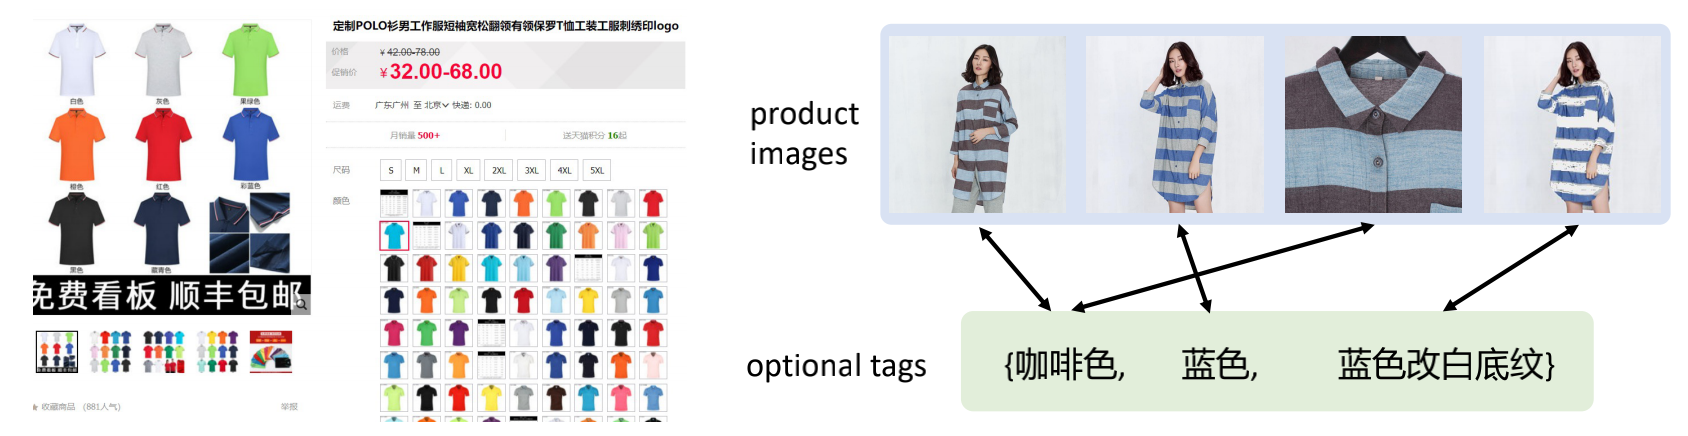 白色
灰色
果绿色
橙色
红色
彩蓝色
黑色
藏青色
免费看板 顺丰包邮
收藏商品 (881人气)
举报
定制POLO衫男工作服短袖宽松翻领有领保罗T恤工装工服刺绣印logo
价格
¥ 42.00-78.00
促销价
¥ 32.00-68.00
运费
广东广州 至 北京 快递: 0.00
月销量 500+
送天猫积分 16起
尺码
S M L XL 2XL 3XL 4XL 5XL
颜色
product
images
optional tags
{咖啡色, 蓝色, 蓝色改白底纹}